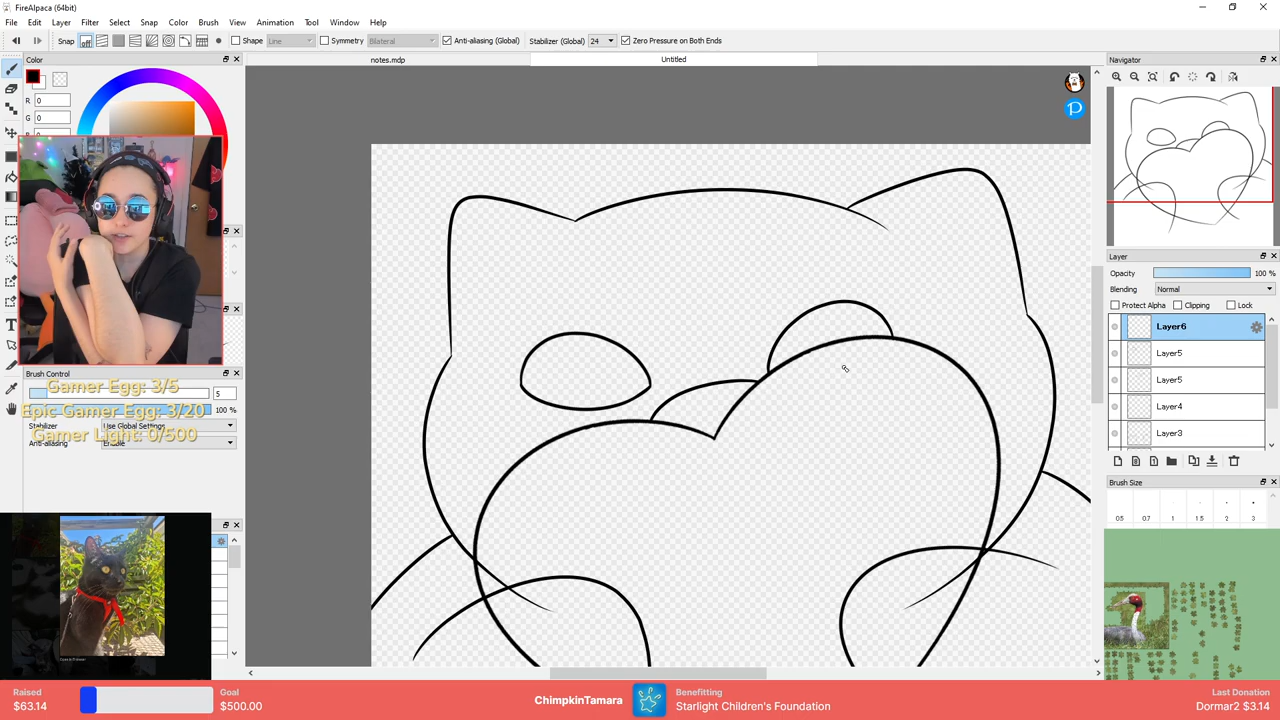 FireAlpaca (64bit)
File Edit Layer Filter Select Snap Color Brush View Animation Tool Window Help
Snap off Shape Line Symmetry Bilateral Anti-aliasing (Global) Stabilizer (Global) 24 Zero Pressure on Both Ends
Color
notes.mdp Untitled
Navigator
R 0
G 0
Layer
Opacity 100 %
Blending Normal
Protect Alpha Clipping Lock
Layer6
Layer5
Layer5
Layer4
Layer3
Brush Control
5
Gamer Egg: 3/5
100 %
Epic Gamer Egg: 3/20
Stabilizer Use Global Settings
Gamer Light: 0/500
Anti-aliasing Enable
Brush Size
0.5 0.7 1 1.5 2 3
Raised
$63.14
Goal
$500.00
ChimpkinTamara
Benefitting
Starlight Children's Foundation
Last Donation
Dormar2 $3.14